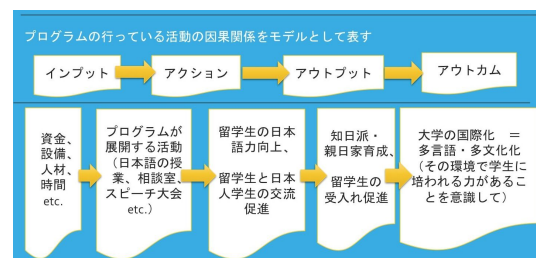 プログラムの行っている活動の因果関係をモデルとして表す
インプット
アクション
アウトプット
アウトカム
資金、
設備、
人材、
時間
etc.
プログラムが
展開する活動
（日本語の授
業、相談室、
スピーチ大会
etc.）
留学生の日本
語力向上、
留学生と日本
人学生の交流
促進
知日派・
親日家育成、
留学生の
受入れ促進
大学の国際化　＝
多言語・多文化化
（その環境で学生に
培われる力があるこ
とを意識して）